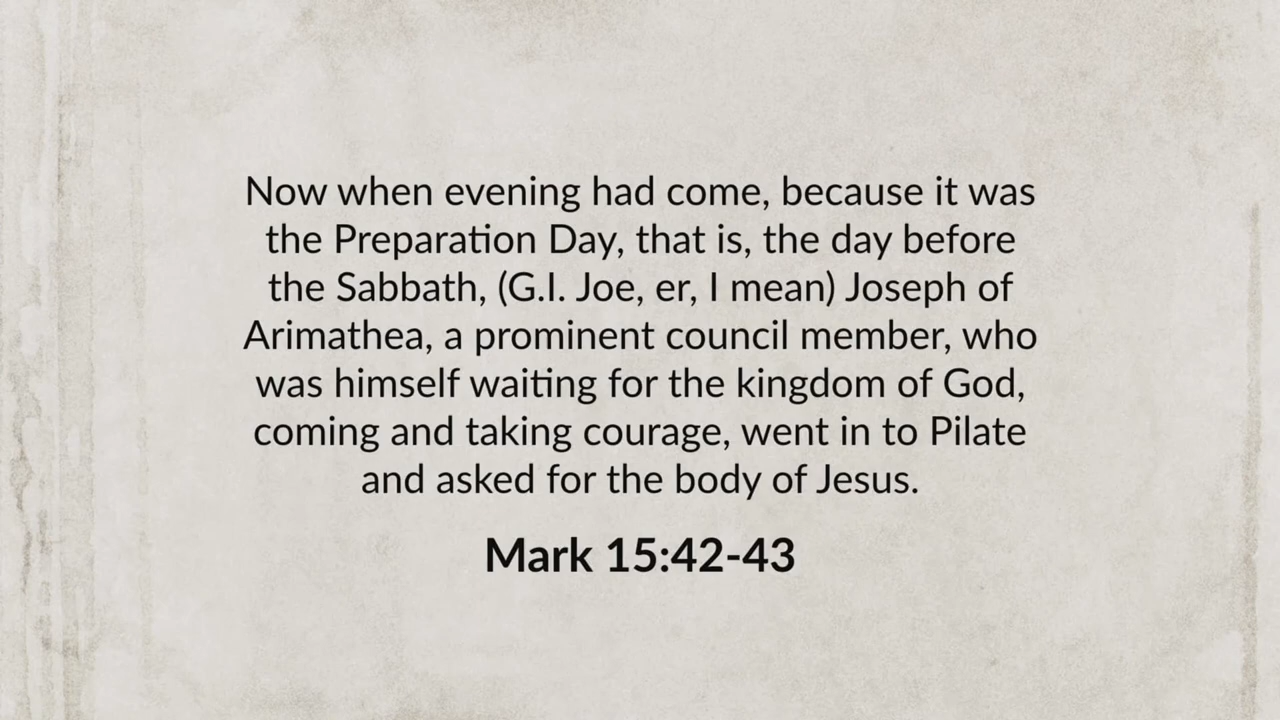 Now when evening had come, because it was
the Preparation Day, that is, the day before
the Sabbath, (G.I. Joe, er, I mean) Joseph of
Arimathea, a prominent council member, who
was himself waiting for the kingdom of God,
coming and taking courage, went in to Pilate
and asked for the body of Jesus.
Mark 15:42-43